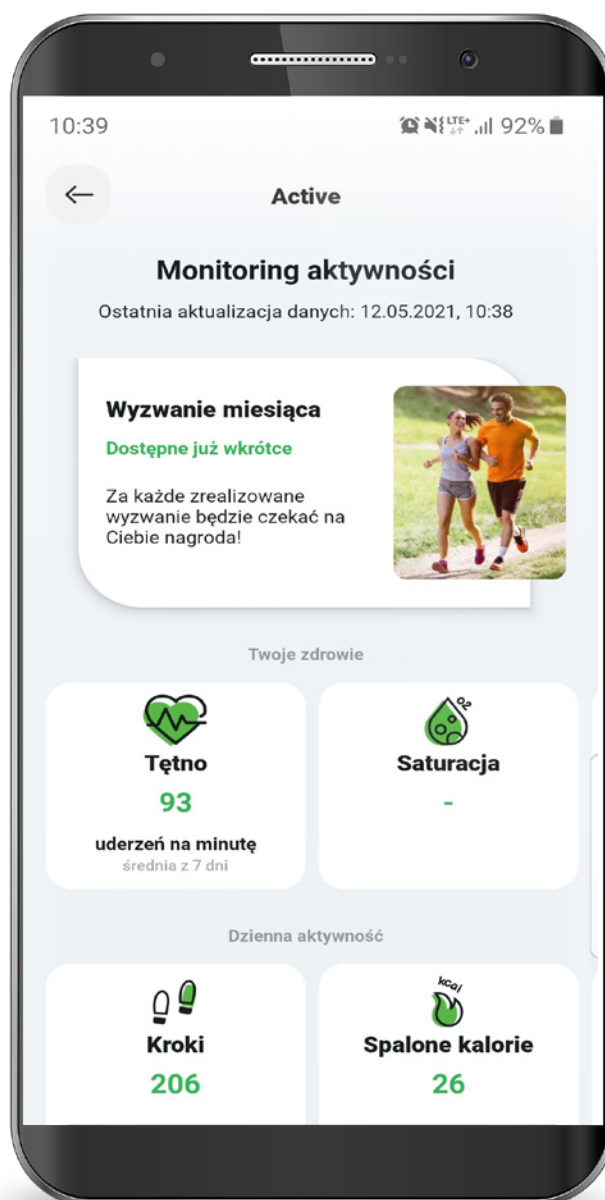 10:39
LTE+ 92%
Active
Monitoring aktywności
Ostatnia aktualizacja danych: 12.05.2021, 10:38
Wyzwanie miesiąca
Dostępne już wkrótce
Za każde zrealizowane
wyzwanie będzie czekać na
Ciebie nagroda!
Twoje zdrowie
O2
Tętno
Saturacja
93
-
uderzeń na minutę
średnia z 7 dni
Dzienna aktywność
kcal
Kroki
Spalone kalorie
206
26